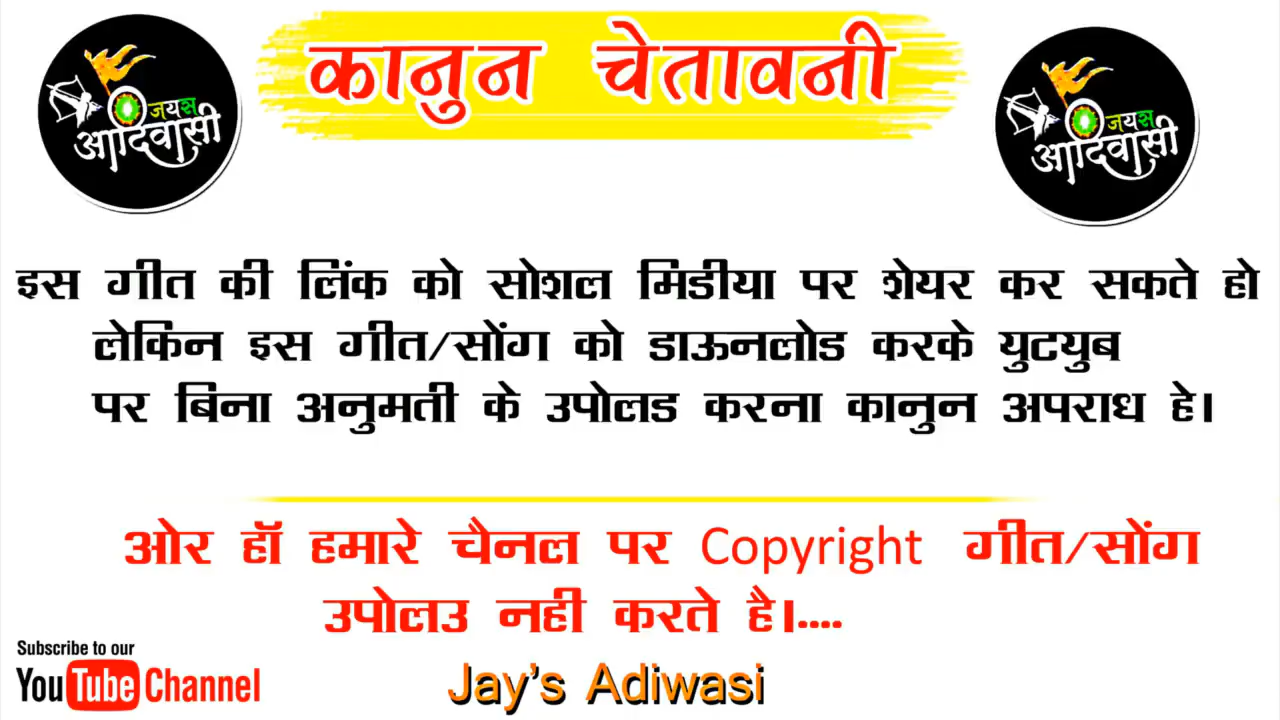 कानुन चेतावनी
जयस
आदिवासी
जयस
आदिवासी
इस गीत की लिंक को सोशल मिडीया पर शेयर कर सकते हो
लेकिन इस गीत/सोंग को डाऊनलोड करके युटयुब
पर बिना अनुमती के उपोलड करना कानुन अपराध हे।
ओर हॉ हमारे चैनल पर Copyright गीत/सोंग
उपोलउ नही करते है।....
Subscribe to our
YouTube Channel
Jay's Adiwasi